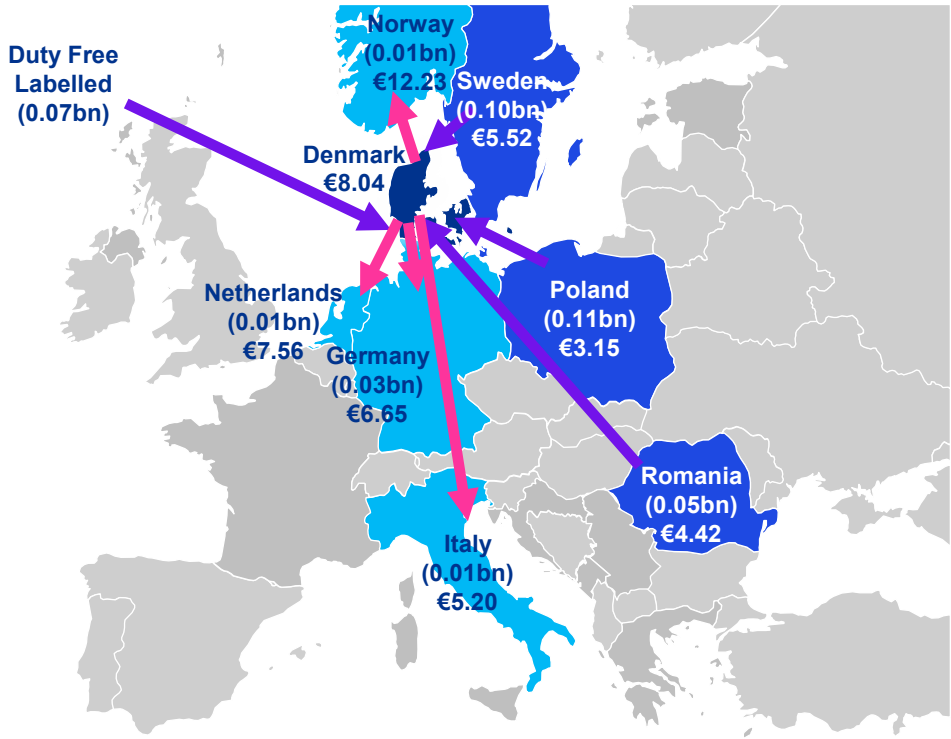 Norway
(0.01bn)
€12.23
Duty Free
Labelled
(0.07bn)
Sweden
(0.10bn)
€5.52
Denmark
€8.04
Netherlands
(0.01bn)
€7.56
Germany
(0.03bn)
€6.65
Poland
(0.11bn)
€3.15
Romania
(0.05bn)
€4.42
Italy
(0.01bn)
€5.20